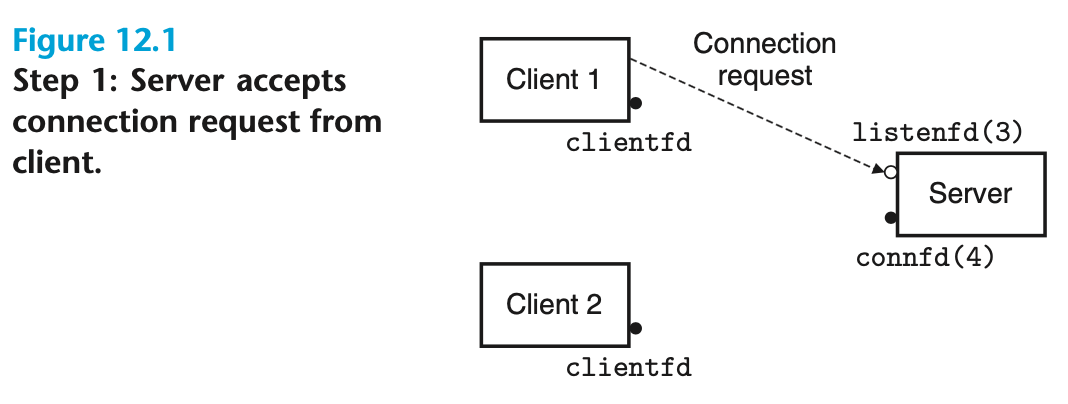 Figure 12.1
Step 1: Server accepts
connection request from
client.
Client 1
clientfd
Connection
request
listenfd(3)
Server
connfd(4)
Client 2
clientfd